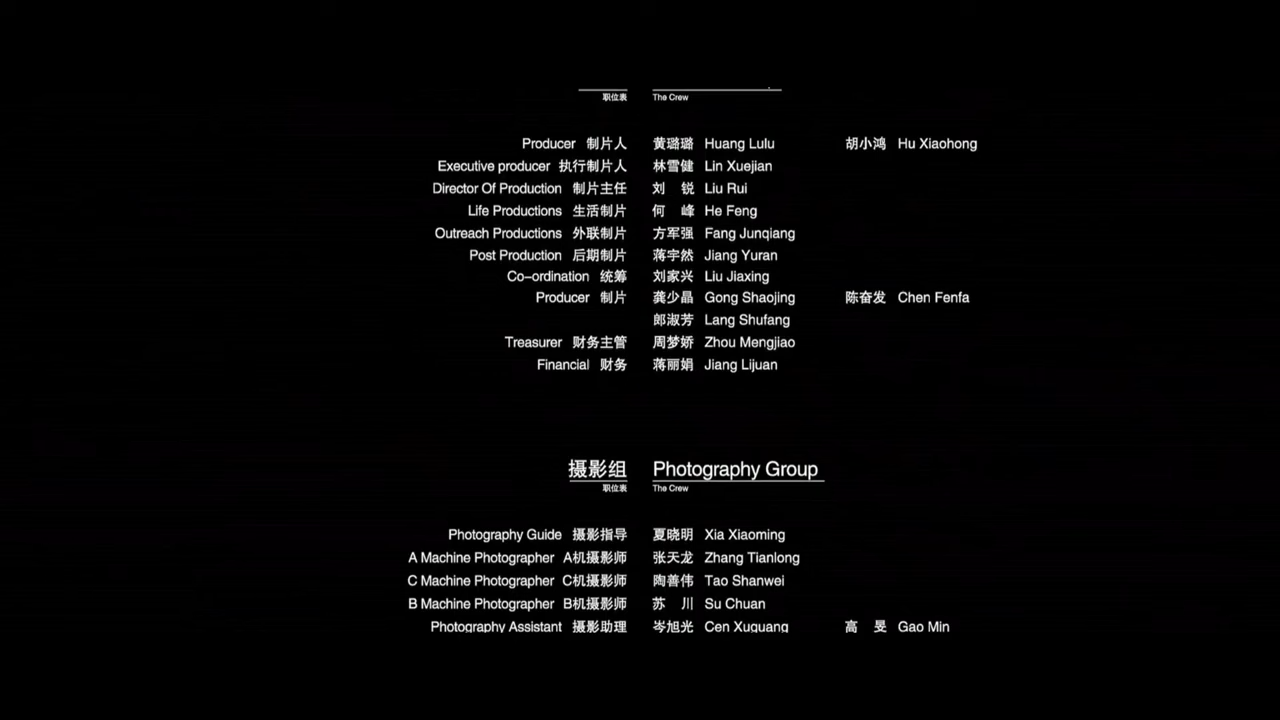 职位表 The Crew
Producer 制片人 黄璐璐 Huang Lulu 胡小鸿 Hu Xiaohong
Executive producer 执行制片人 林雪健 Lin Xuejian
Director Of Production 制片主任 刘 锐 Liu Rui
Life Productions 生活制片 何 峰 He Feng
Outreach Productions 外联制片 方军强 Fang Junqiang
Post Production 后期制片 蒋宇然 Jiang Yuran
Co-ordination 统筹 刘家兴 Liu Jiaxing
Producer 制片 龚少晶 Gong Shaojing 陈奋发 Chen Fenfa
郎淑芳 Lang Shufang
Treasurer 财务主管 周梦娇 Zhou Mengjiao
Financial 财务 蒋丽娟 Jiang Lijuan
摄影组 Photography Group
职位表 The Crew
Photography Guide 摄影指导 夏晓明 Xia Xiaoming
A Machine Photographer A机摄影师 张天龙 Zhang Tianlong
C Machine Photographer C机摄影师 陶善伟 Tao Shanwei
B Machine Photographer B机摄影师 苏 川 Su Chuan
Photography Assistant 摄影助理 岑旭光 Cen Xuguang 高 旻 Gao Min